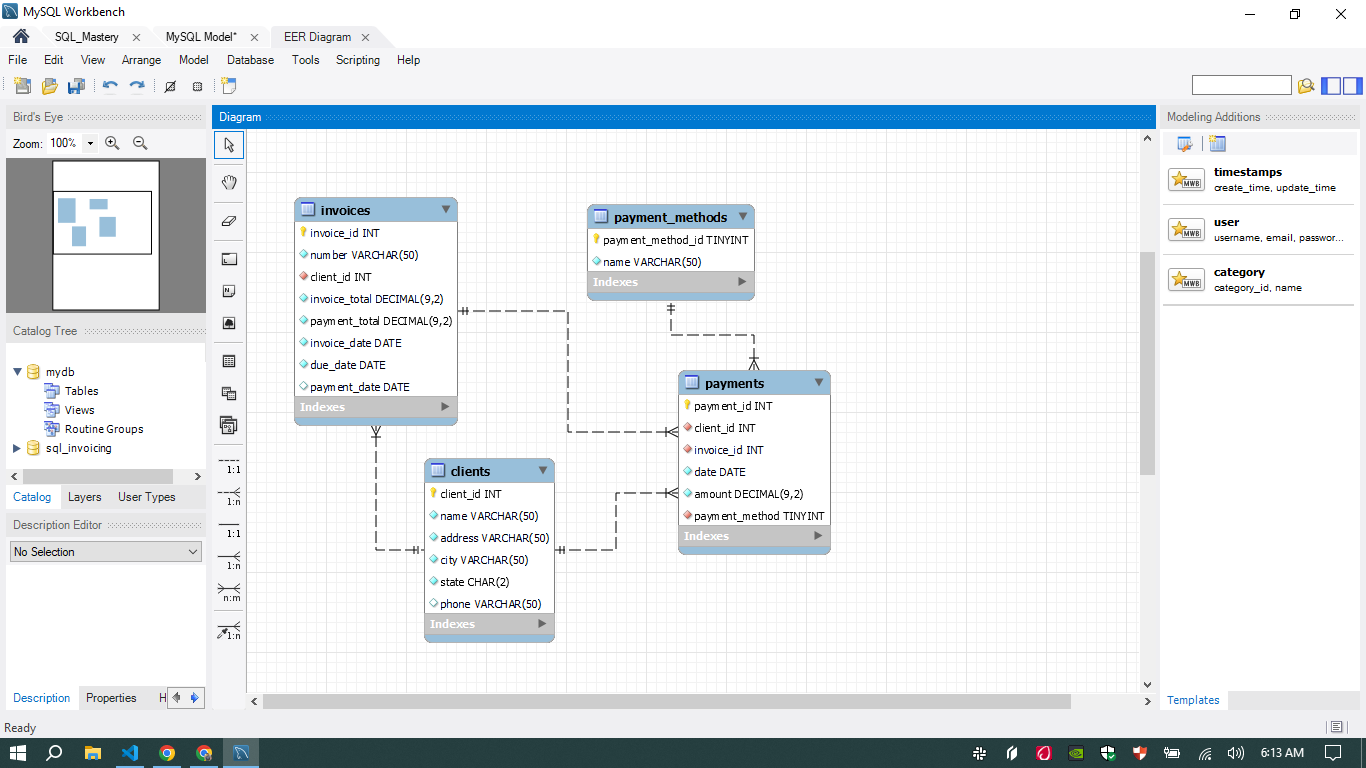 MySQL Workbench
SQL_Mastery
MySQL Model*
EER Diagram
File Edit View Arrange Model Database Tools Scripting Help
Bird's Eye
Zoom: 100%
Catalog Tree
mydb
Tables
Views
Routine Groups
sql_invoicing
Catalog Layers User Types
Description Editor
No Selection
Description Properties H
Ready
Diagram
1:1
1:n
1:1
1:n
n:m
1:n
invoices
invoice_id INT
number VARCHAR(50)
client_id INT
invoice_total DECIMAL(9,2)
payment_total DECIMAL(9,2)
invoice_date DATE
due_date DATE
payment_date DATE
Indexes
payment_methods
payment_method_id TINYINT
name VARCHAR(50)
Indexes
clients
client_id INT
name VARCHAR(50)
address VARCHAR(50)
city VARCHAR(50)
state CHAR(2)
phone VARCHAR(50)
Indexes
payments
payment_id INT
client_id INT
invoice_id INT
date DATE
amount DECIMAL(9,2)
payment_method TINYINT
Indexes
Modeling Additions
MWB
timestamps
create_time, update_time
MWB
user
username, email, passwor...
MWB
category
category_id, name
Templates
6:13 AM